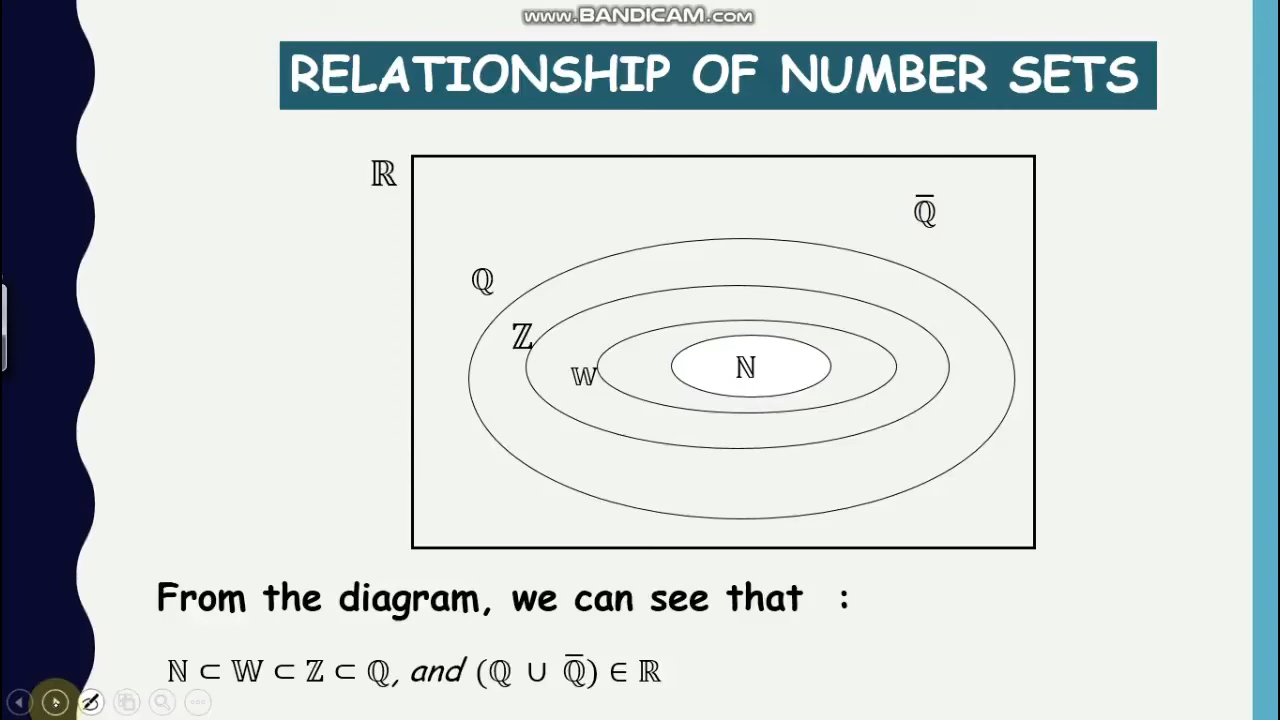 www.BANDICAM.com
RELATIONSHIP OF NUMBER SETS
ℝ
ℚ̅
ℚ
ℤ
𝕎
ℕ
From the diagram, we can see that :
ℕ ⊂ 𝕎 ⊂ ℤ ⊂ ℚ, and (ℚ ∪ ℚ̅) ∈ ℝ